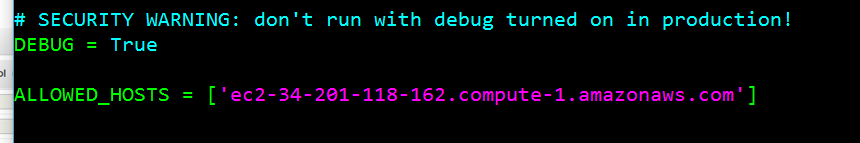 # SECURITY WARNING: don't run with debug turned on in production!
DEBUG = True
ol
ALLOWED_HOSTS = ['ec2-34-201-118-162.compute-1.amazonaws.com']